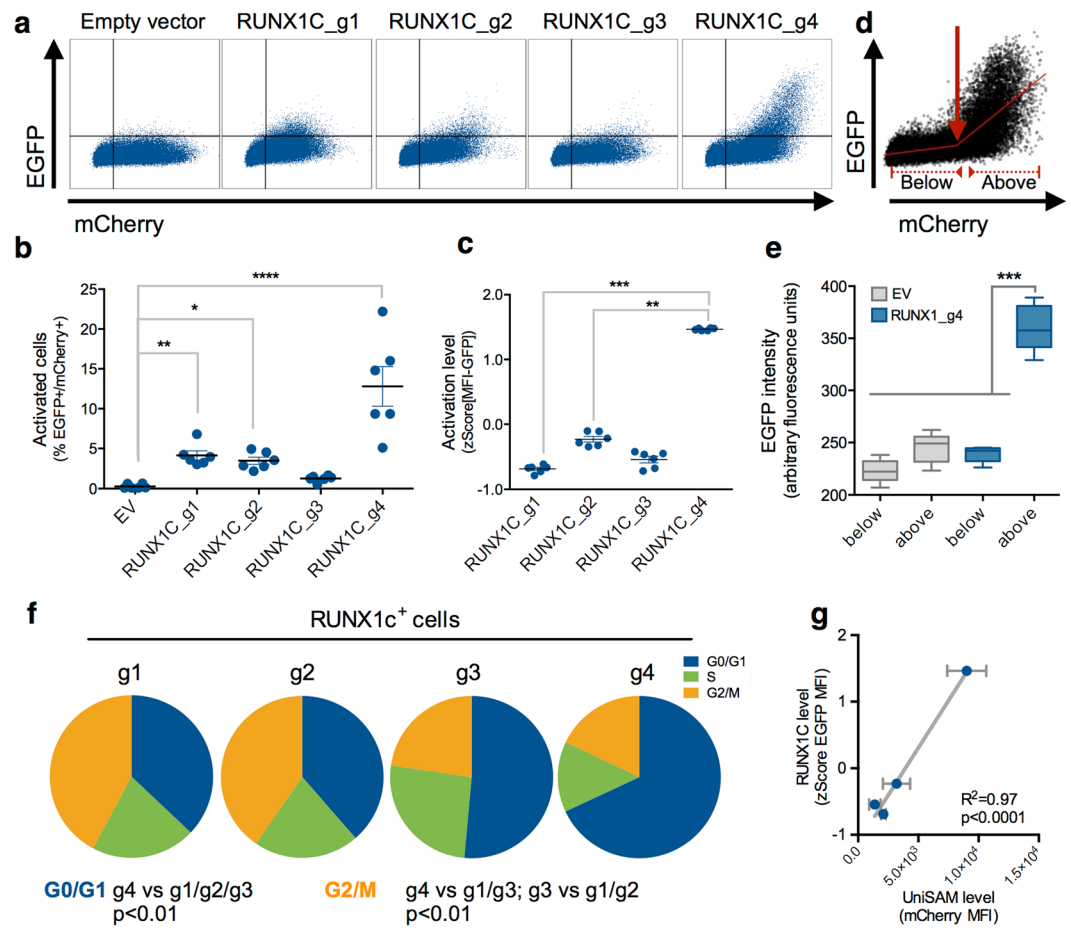 a
Empty vector
RUNX1C_g1
RUNX1C_g2
RUNX1C_g3
RUNX1C_g4
EGFP
mCherry
d
EGFP
Below
Above
mCherry
b
Activated cells
(% EGFP+/mCherry+)
25
20
15
10
5
0
****
*
**
EV
RUNX1C_g1
RUNX1C_g2
RUNX1C_g3
RUNX1C_g4
c
Activation level
(zScore[MFI-GFP])
2.0
1.0
0.0
-1.0
***
**
RUNX1C_g1
RUNX1C_g2
RUNX1C_g3
RUNX1C_g4
e
EGFP intensity
(arbitrary fluorescence units)
400
350
300
250
200
EV
RUNX1_g4
***
below
above
below
above
f
RUNX1c+ cells
g1
g2
g3
g4
G0/G1
S
G2/M
G0/G1 g4 vs g1/g2/g3
p<0.01
G2/M g4 vs g1/g3; g3 vs g1/g2
p<0.01
g
RUNX1C level
(zScore EGFP MFI)
2
1
0
-1
R2=0.97
p<0.0001
0.0
5.0×103
1.0×104
1.5×104
UniSAM level
(mCherry MFI)